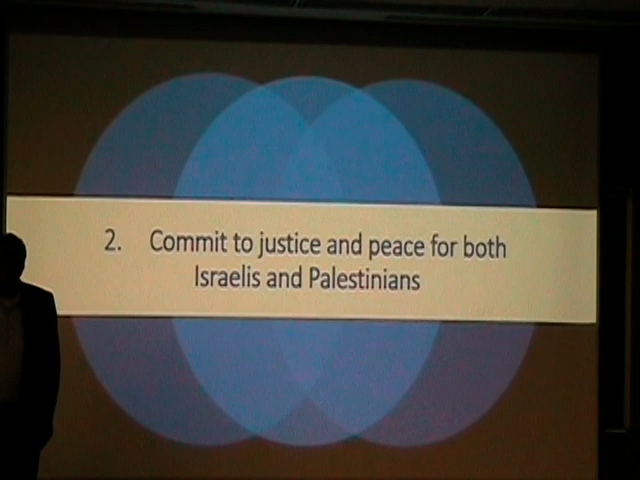 2. Commit to justice and peace for both
Israelis and Palestinians